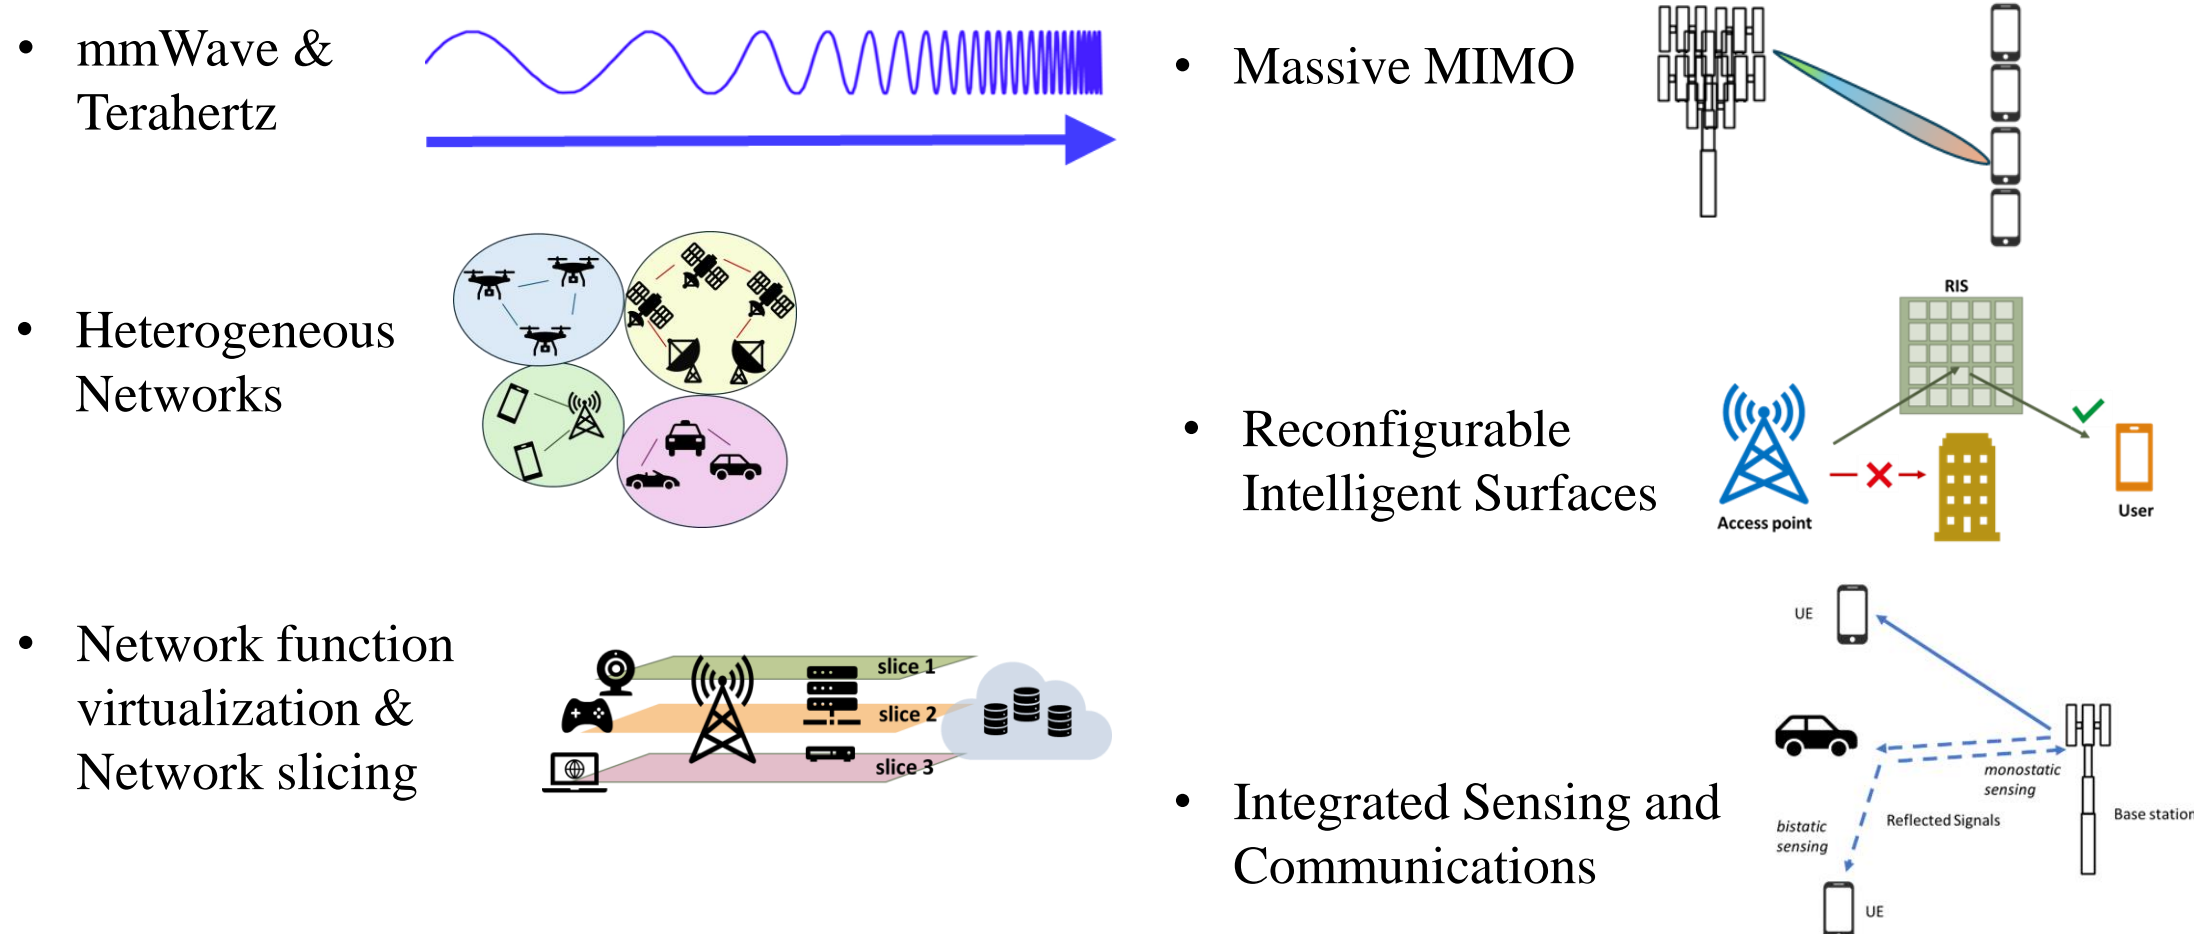 • mmWave &
Terahertz
• Heterogeneous
Networks
• Network function
virtualization &
Network slicing
slice 1
slice 2
slice 3
• Massive MIMO
• Reconfigurable
Intelligent Surfaces
RIS
Access point
User
• Integrated Sensing and
Communications
UE
monostatic
sensing
Base station
Reflected Signals
bistatic
sensing
UE